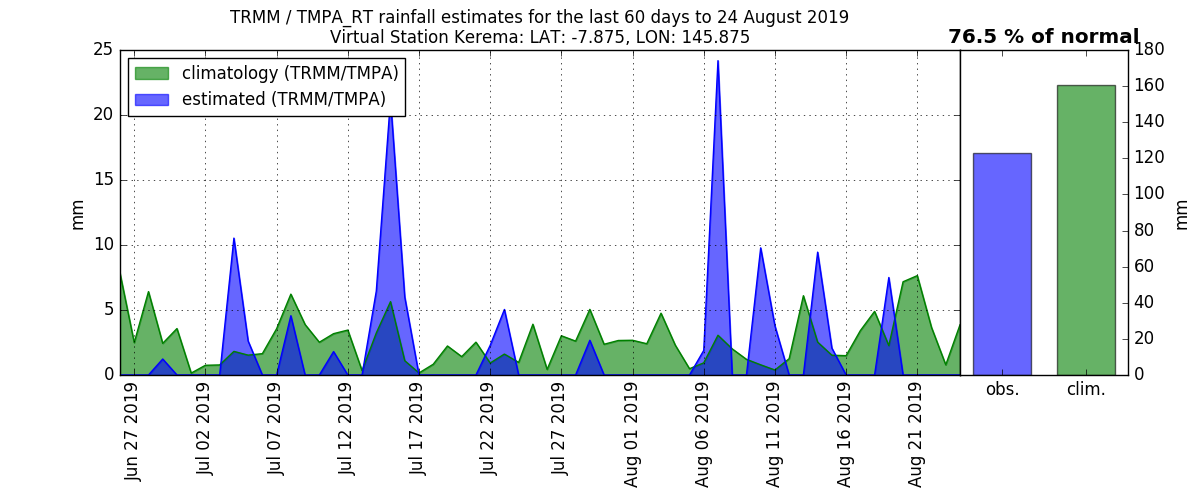 TRMM / TMPA_RT rainfall estimates for the last 60 days to 24 August 2019
Virtual Station Kerema: LAT: -7.875, LON: 145.875
76.5 % of normal
climatology (TRMM/TMPA)
estimated (TRMM/TMPA)
25
20
15
10
5
0
mm
Jun 27 2019
Jul 02 2019
Jul 07 2019
Jul 12 2019
Jul 17 2019
Jul 22 2019
Jul 27 2019
Aug 01 2019
Aug 06 2019
Aug 11 2019
Aug 16 2019
Aug 21 2019
180
160
140
120
100
80
60
40
20
0
mm
obs.
clim.